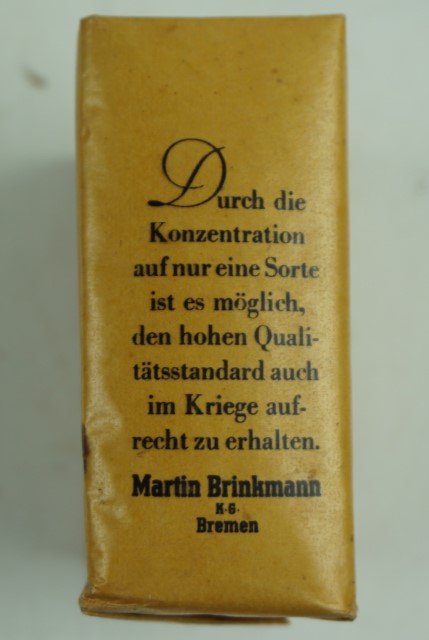 Durch die
Konzentration
auf nur eine Sorte
ist es möglich,
den hohen Quali-
tätsstandard auch
im Kriege auf-
recht zu erhalten.
Martin Brinkmann
K·G·
Bremen